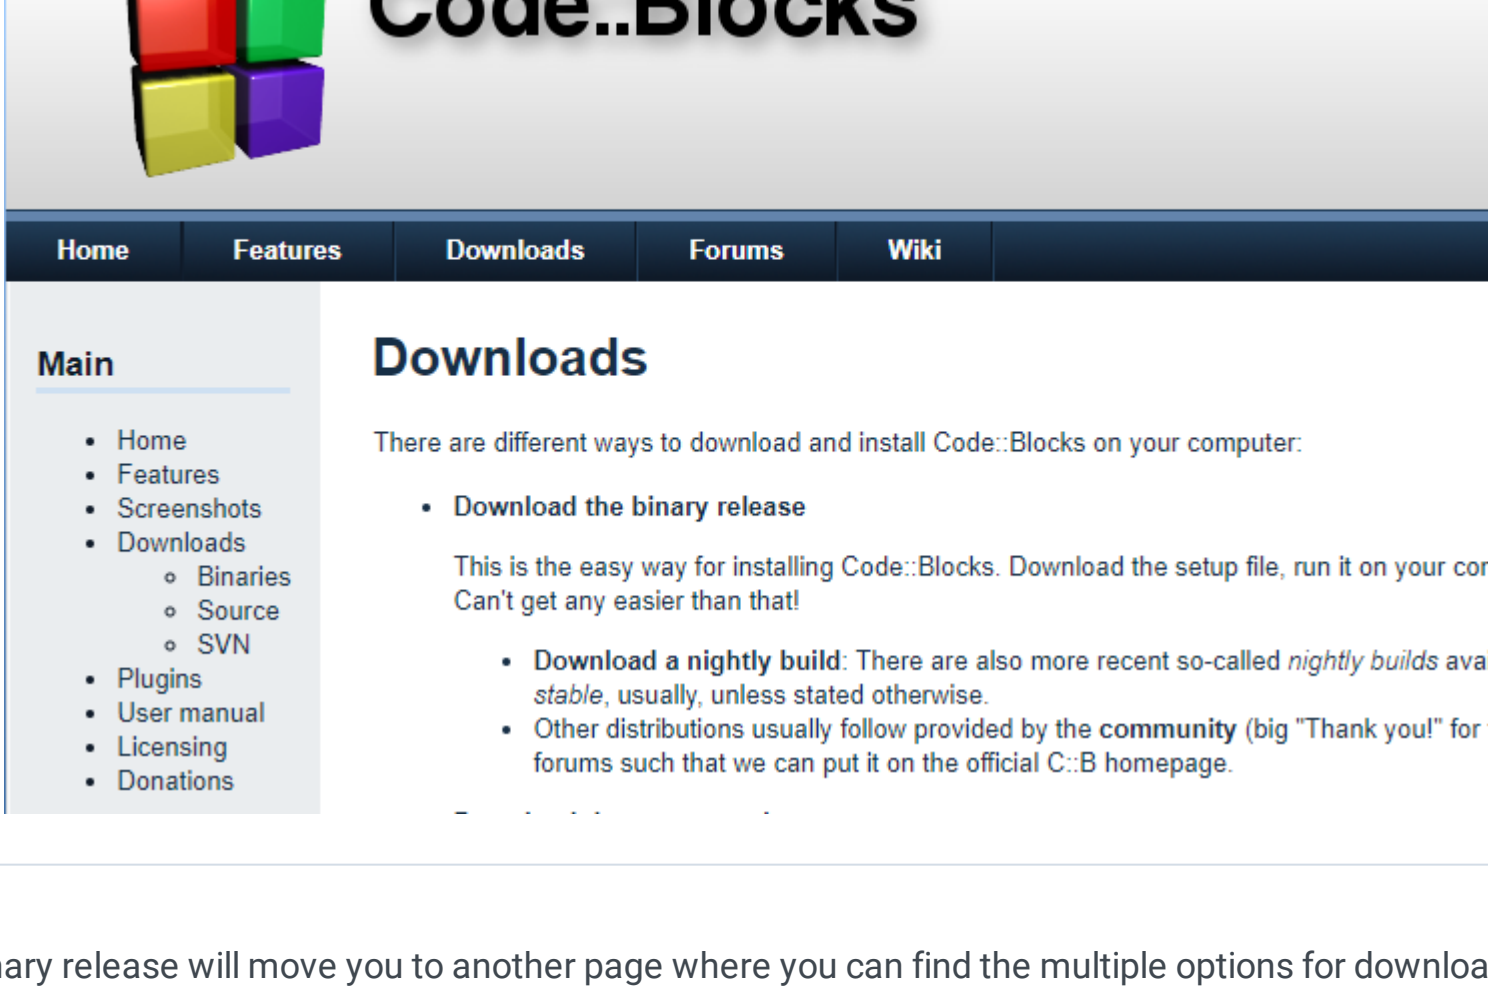 Code::Blocks
Home Features Downloads Forums Wiki
Main
Home
Features
Screenshots
Downloads
Binaries
Source
SVN
Plugins
User manual
Licensing
Donations
Downloads
There are different ways to download and install Code::Blocks on your computer:
Download the binary release
This is the easy way for installing Code::Blocks. Download the setup file, run it on your
Can't get any easier than that!
Download a nightly build: There are also more recent so-called nightly builds
stable, usually, unless stated otherwise.
Other distributions usually follow provided by the community (big "Thank you!" for
forums such that we can put it on the official C::B homepage.
release will move you to another page where you can find the multiple options for